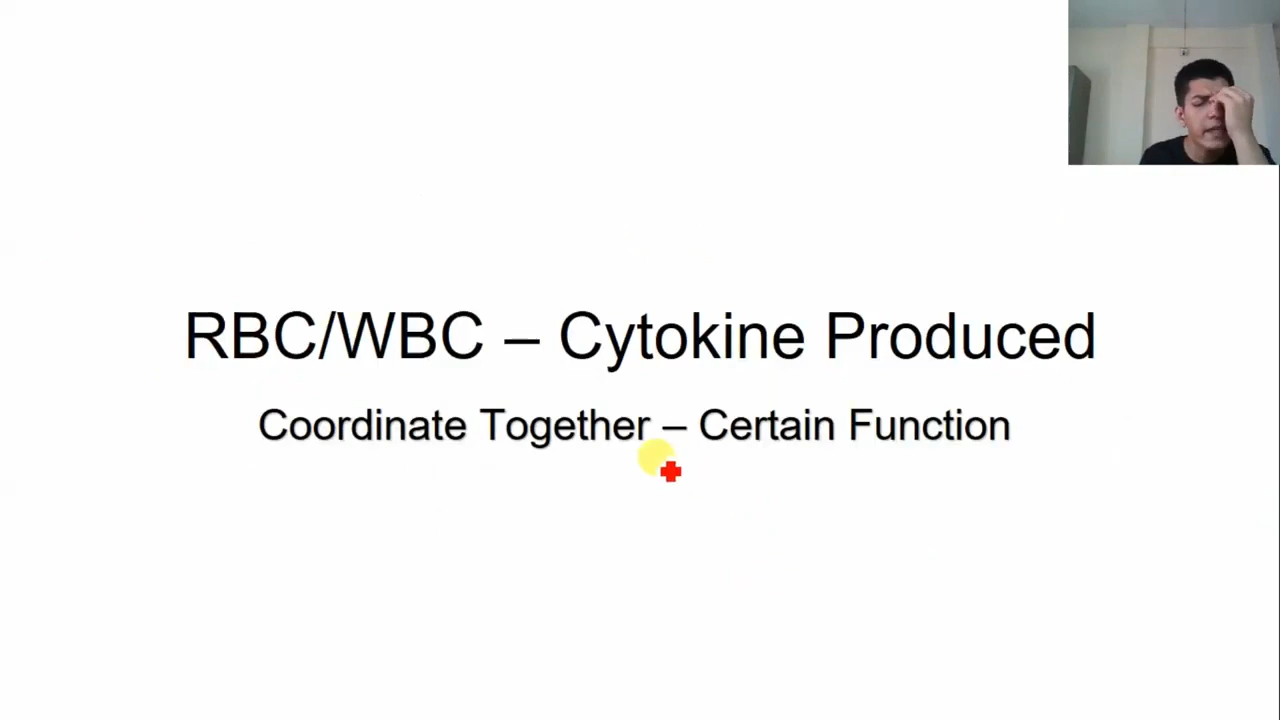 RBC/WBC – Cytokine Produced
Coordinate Together – Certain Function